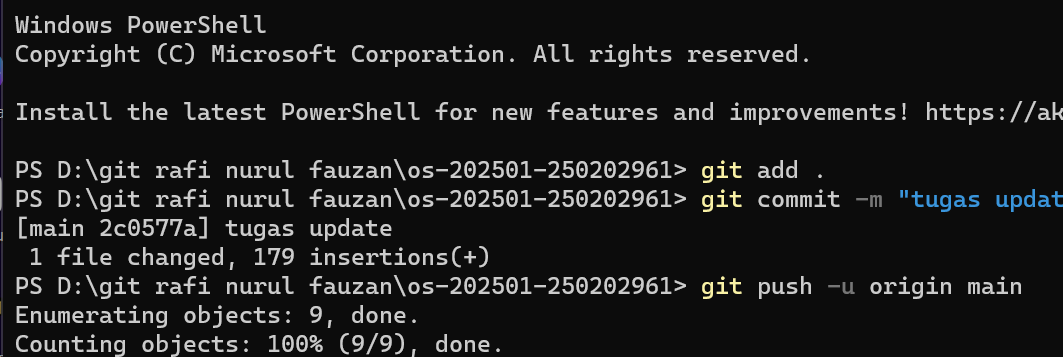 Windows PowerShell
Copyright (C) Microsoft Corporation. All rights reserved.
Install the latest PowerShell for new features and improvements! https://ak
PS D:\git rafi nurul fauzan\os-202501-250202961> git add .
PS D:\git rafi nurul fauzan\os-202501-250202961> git commit -m "tugas updat
[main 2c0577a] tugas update
 1 file changed, 179 insertions(+)
PS D:\git rafi nurul fauzan\os-202501-250202961> git push -u origin main
Enumerating objects: 9, done.
Counting objects: 100% (9/9), done.